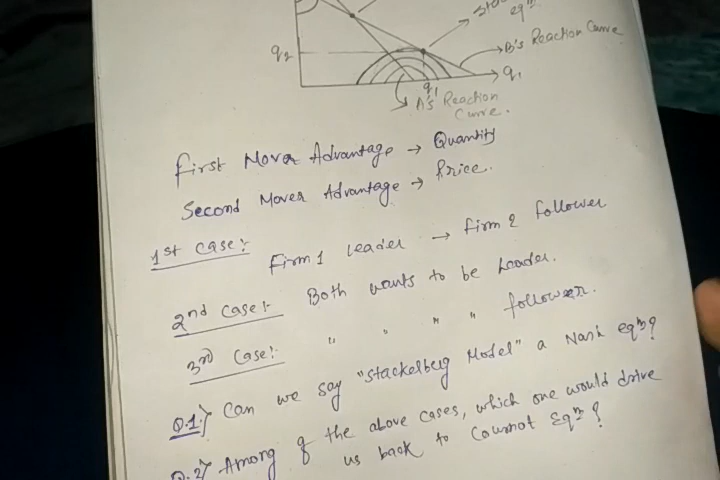 eqⁿ
B's Reaction Curve
q₂
q₁
q₁
A's Reaction
Curve.
First Mover Advantage → Quantity
Second Mover Advantage → Price.
1st case:- Firm 1 leader → firm 2 follower
2nd case:- Both wants to be Leader.
3rd Case:- " " " " follower.
Q.1.) Can we say "Stackelberg Model" a Nash eqⁿ?
Q.2) Among of the above cases, which one would drive
us back to Cournot Eqⁿ?